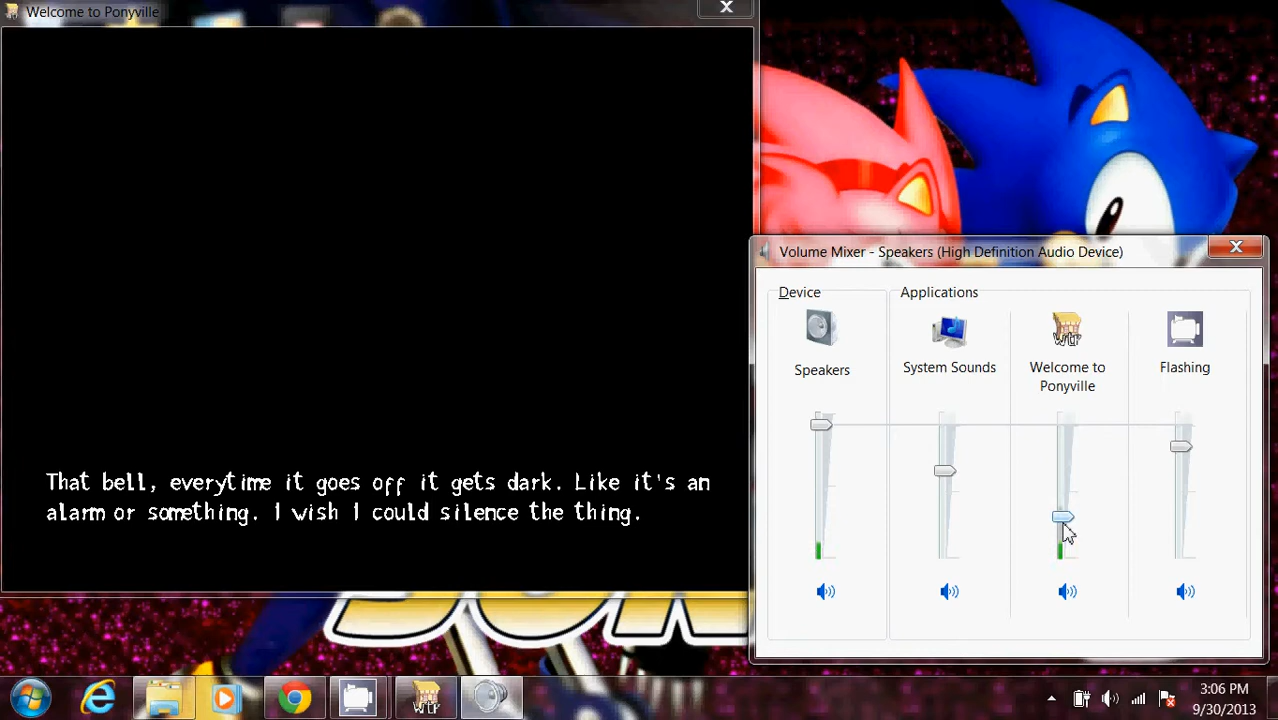 Welcome to Ponyville
That bell, everytime it goes off it gets dark. Like it's an
alarm or something. I wish I could silence the thing.
Volume Mixer - Speakers (High Definition Audio Device)
Device
Applications
Speakers
System Sounds
wtr
Welcome to
Ponyville
Flashing
wtr
3:06 PM
9/30/2013